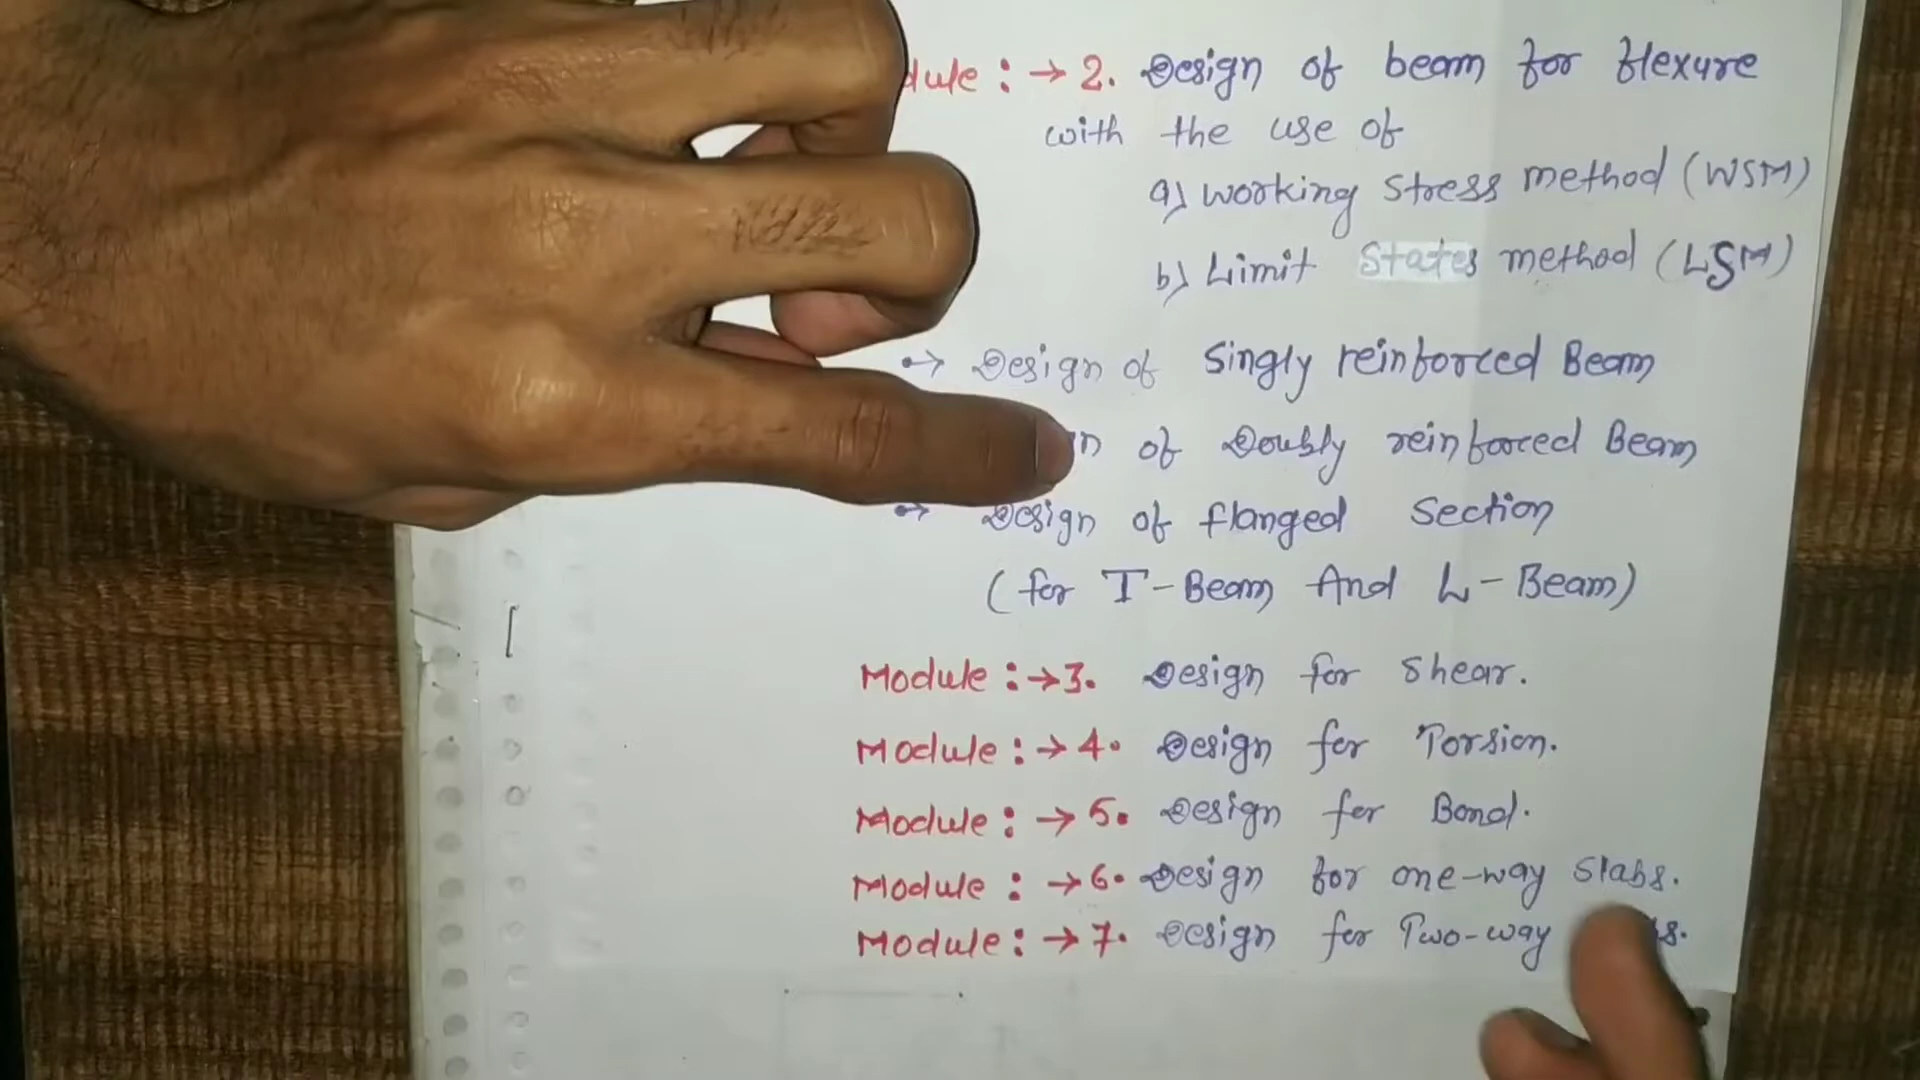 : → 2. Design of beam for flexure
with the use of
a) Working Stress method (WSM)
b) Limit States method (LSM)
→ Design of Singly reinforced Beam
of Doubly reinforced Beam
→ Design of flanged Section
(for T-Beam And L-Beam)
Module : → 3. Design for Shear.
Module : → 4. Design for Torsion.
Module : → 5. Design for Bond.
Module : → 6. Design for one-way Slabs.
Module : → 7. Design for Two-way